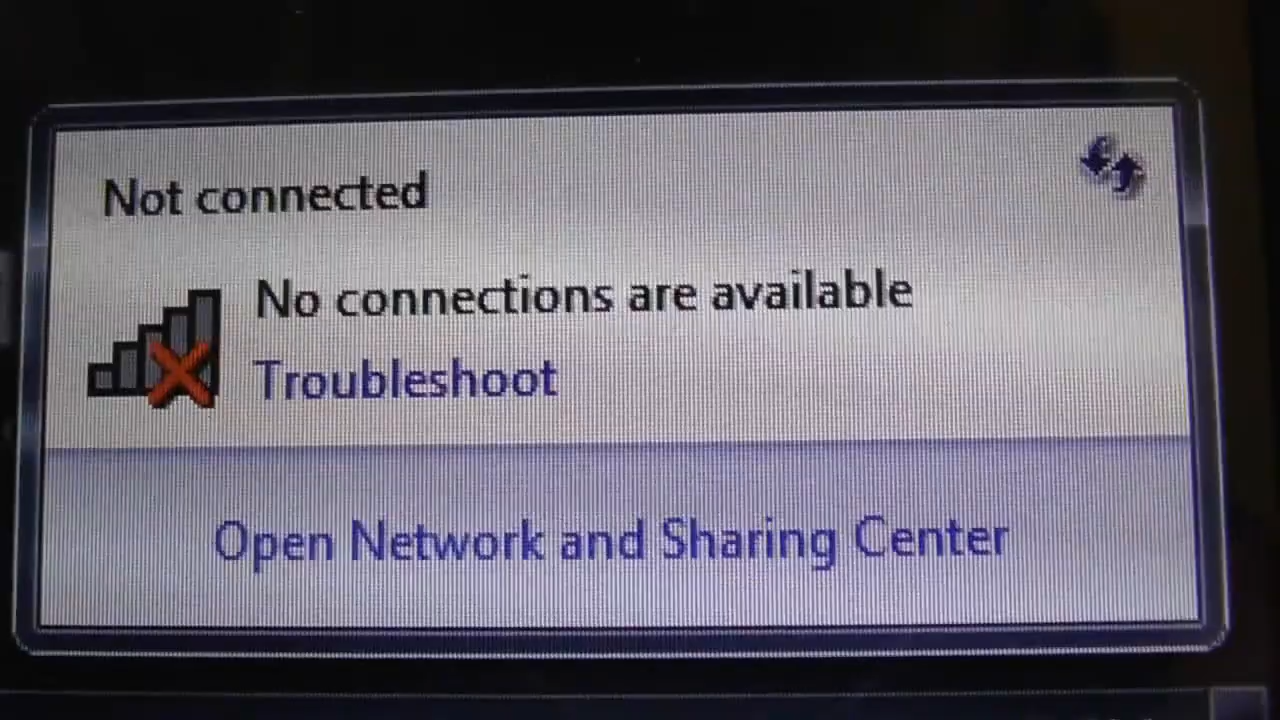 Not connected
No connections are available
Troubleshoot
Open Network and Sharing Center